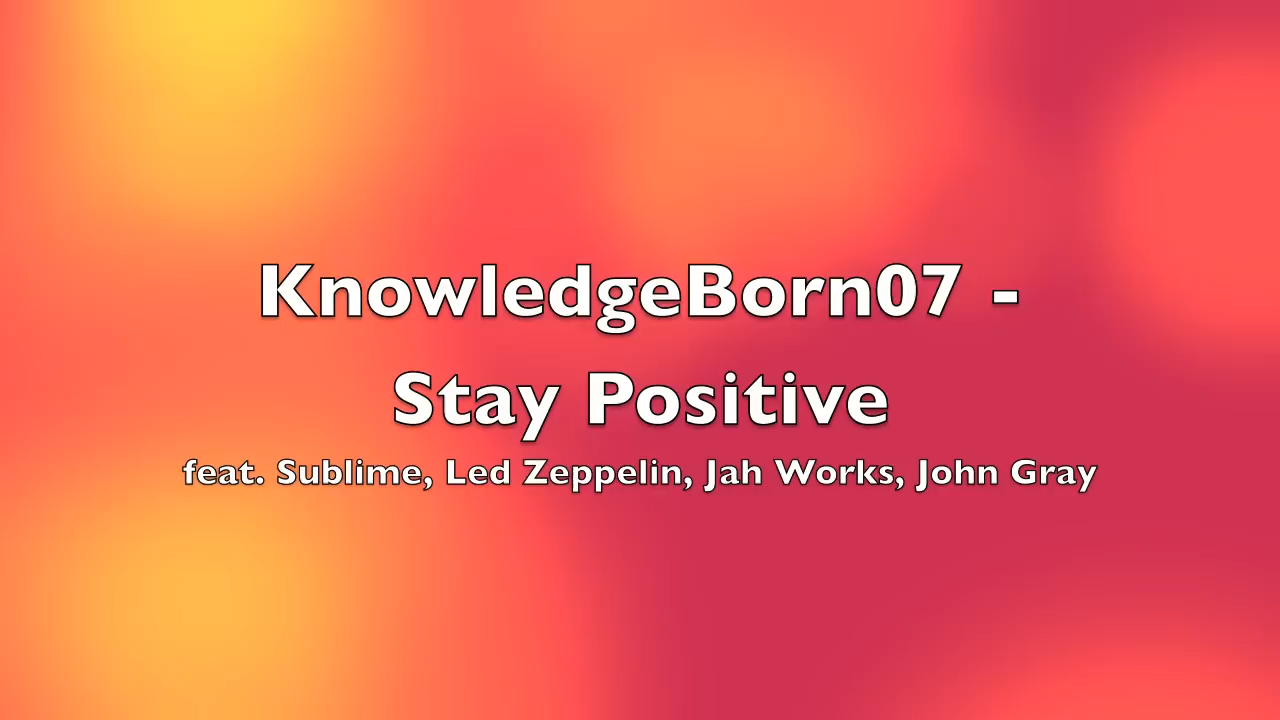 KnowledgeBorn07 -
Stay Positive
feat. Sublime, Led Zeppelin, Jah Works, John Gray